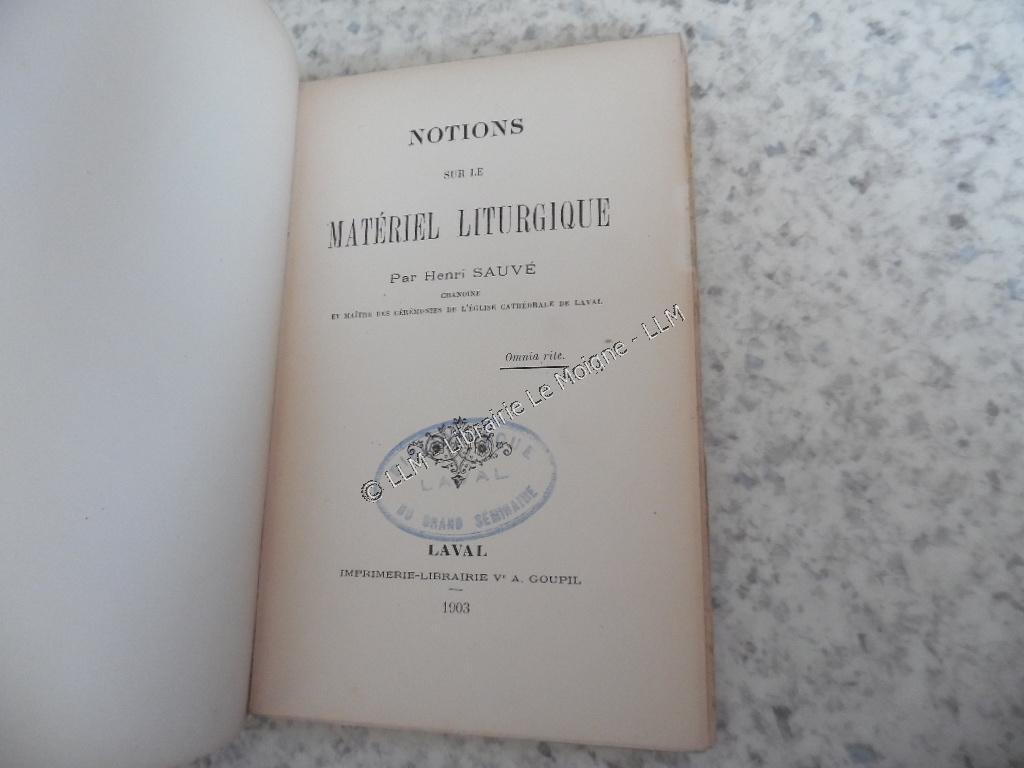 NOTIONS
SUR LE
MATÉRIEL LITURGIQUE
Par Henri SAUVÉ
CHANOINE
ET MAÎTRE DES CÉRÉMONIES DE L'ÉGLISE CATHÉDRALE DE LAVAL
Omnia rite.
© LLM - Librairie Le Moigne - LLM
LAVAL
DU GRAND SÉMINAIRE
LAVAL
IMPRIMERIE-LIBRAIRIE Vᵉ A. GOUPIL
1903